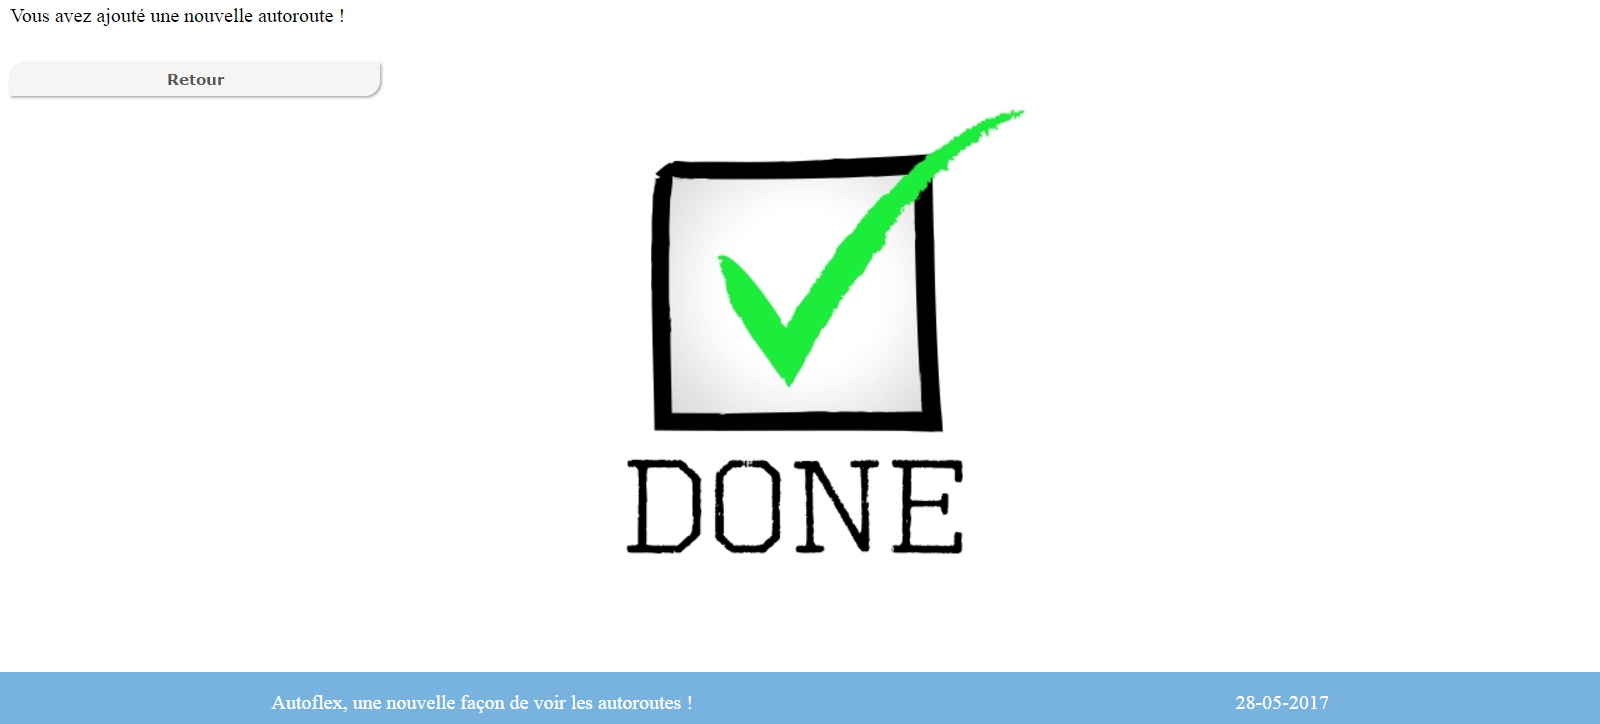 Vous avez ajouté une nouvelle autoroute !
Retour
DONE
Autoflex, une nouvelle façon de voir les autoroutes !
28-05-2017